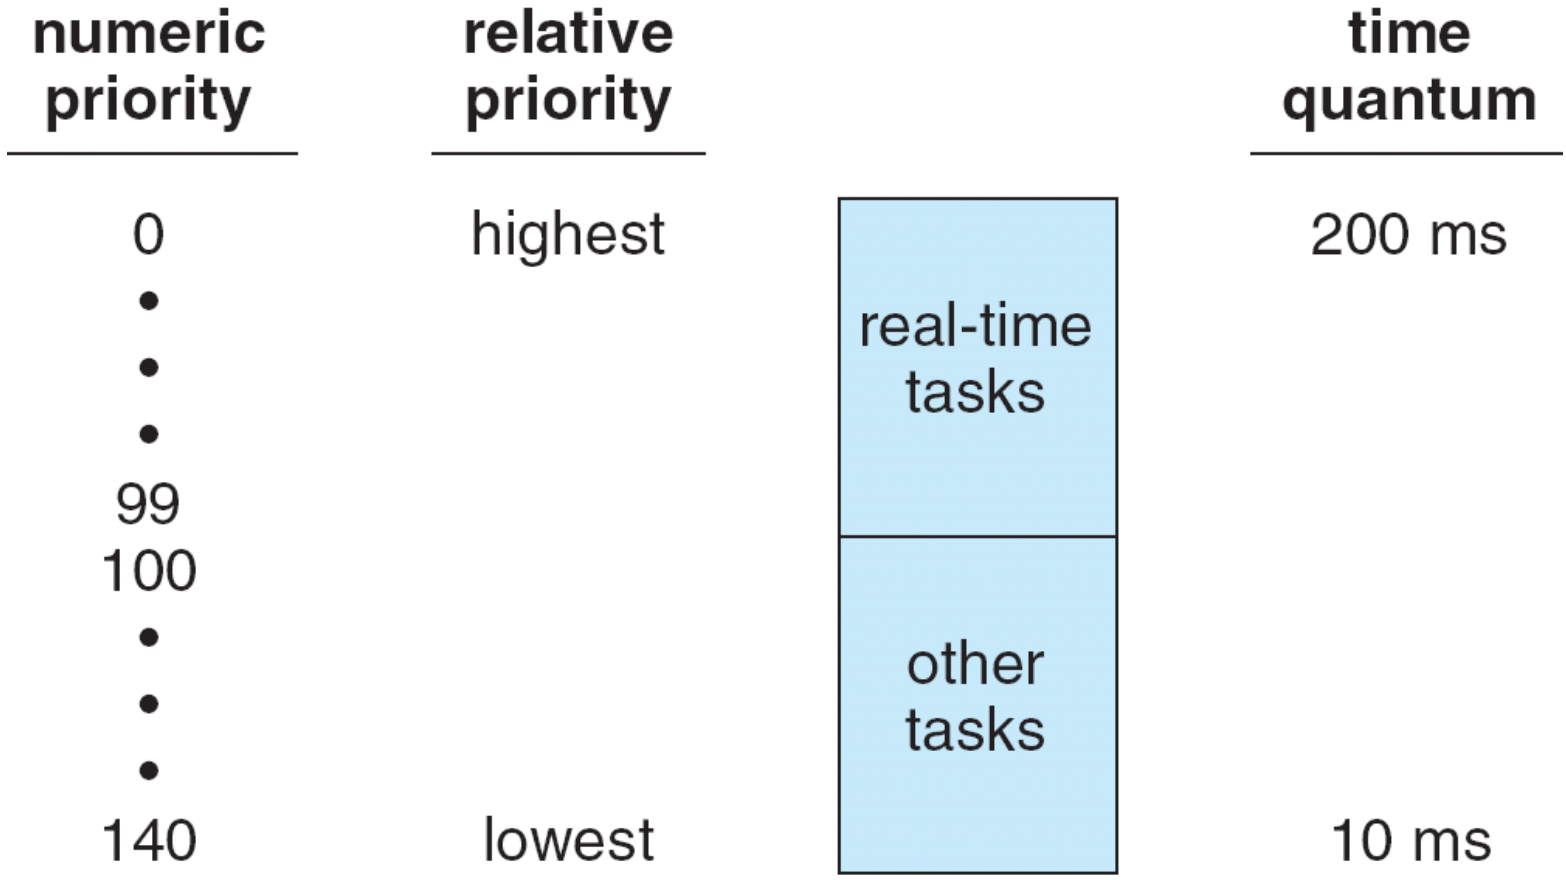 numeric priority
relative priority
time quantum
0 highest 200 ms
•
• real-time tasks
•
99
100
•
• other tasks
•
140 lowest 10 ms